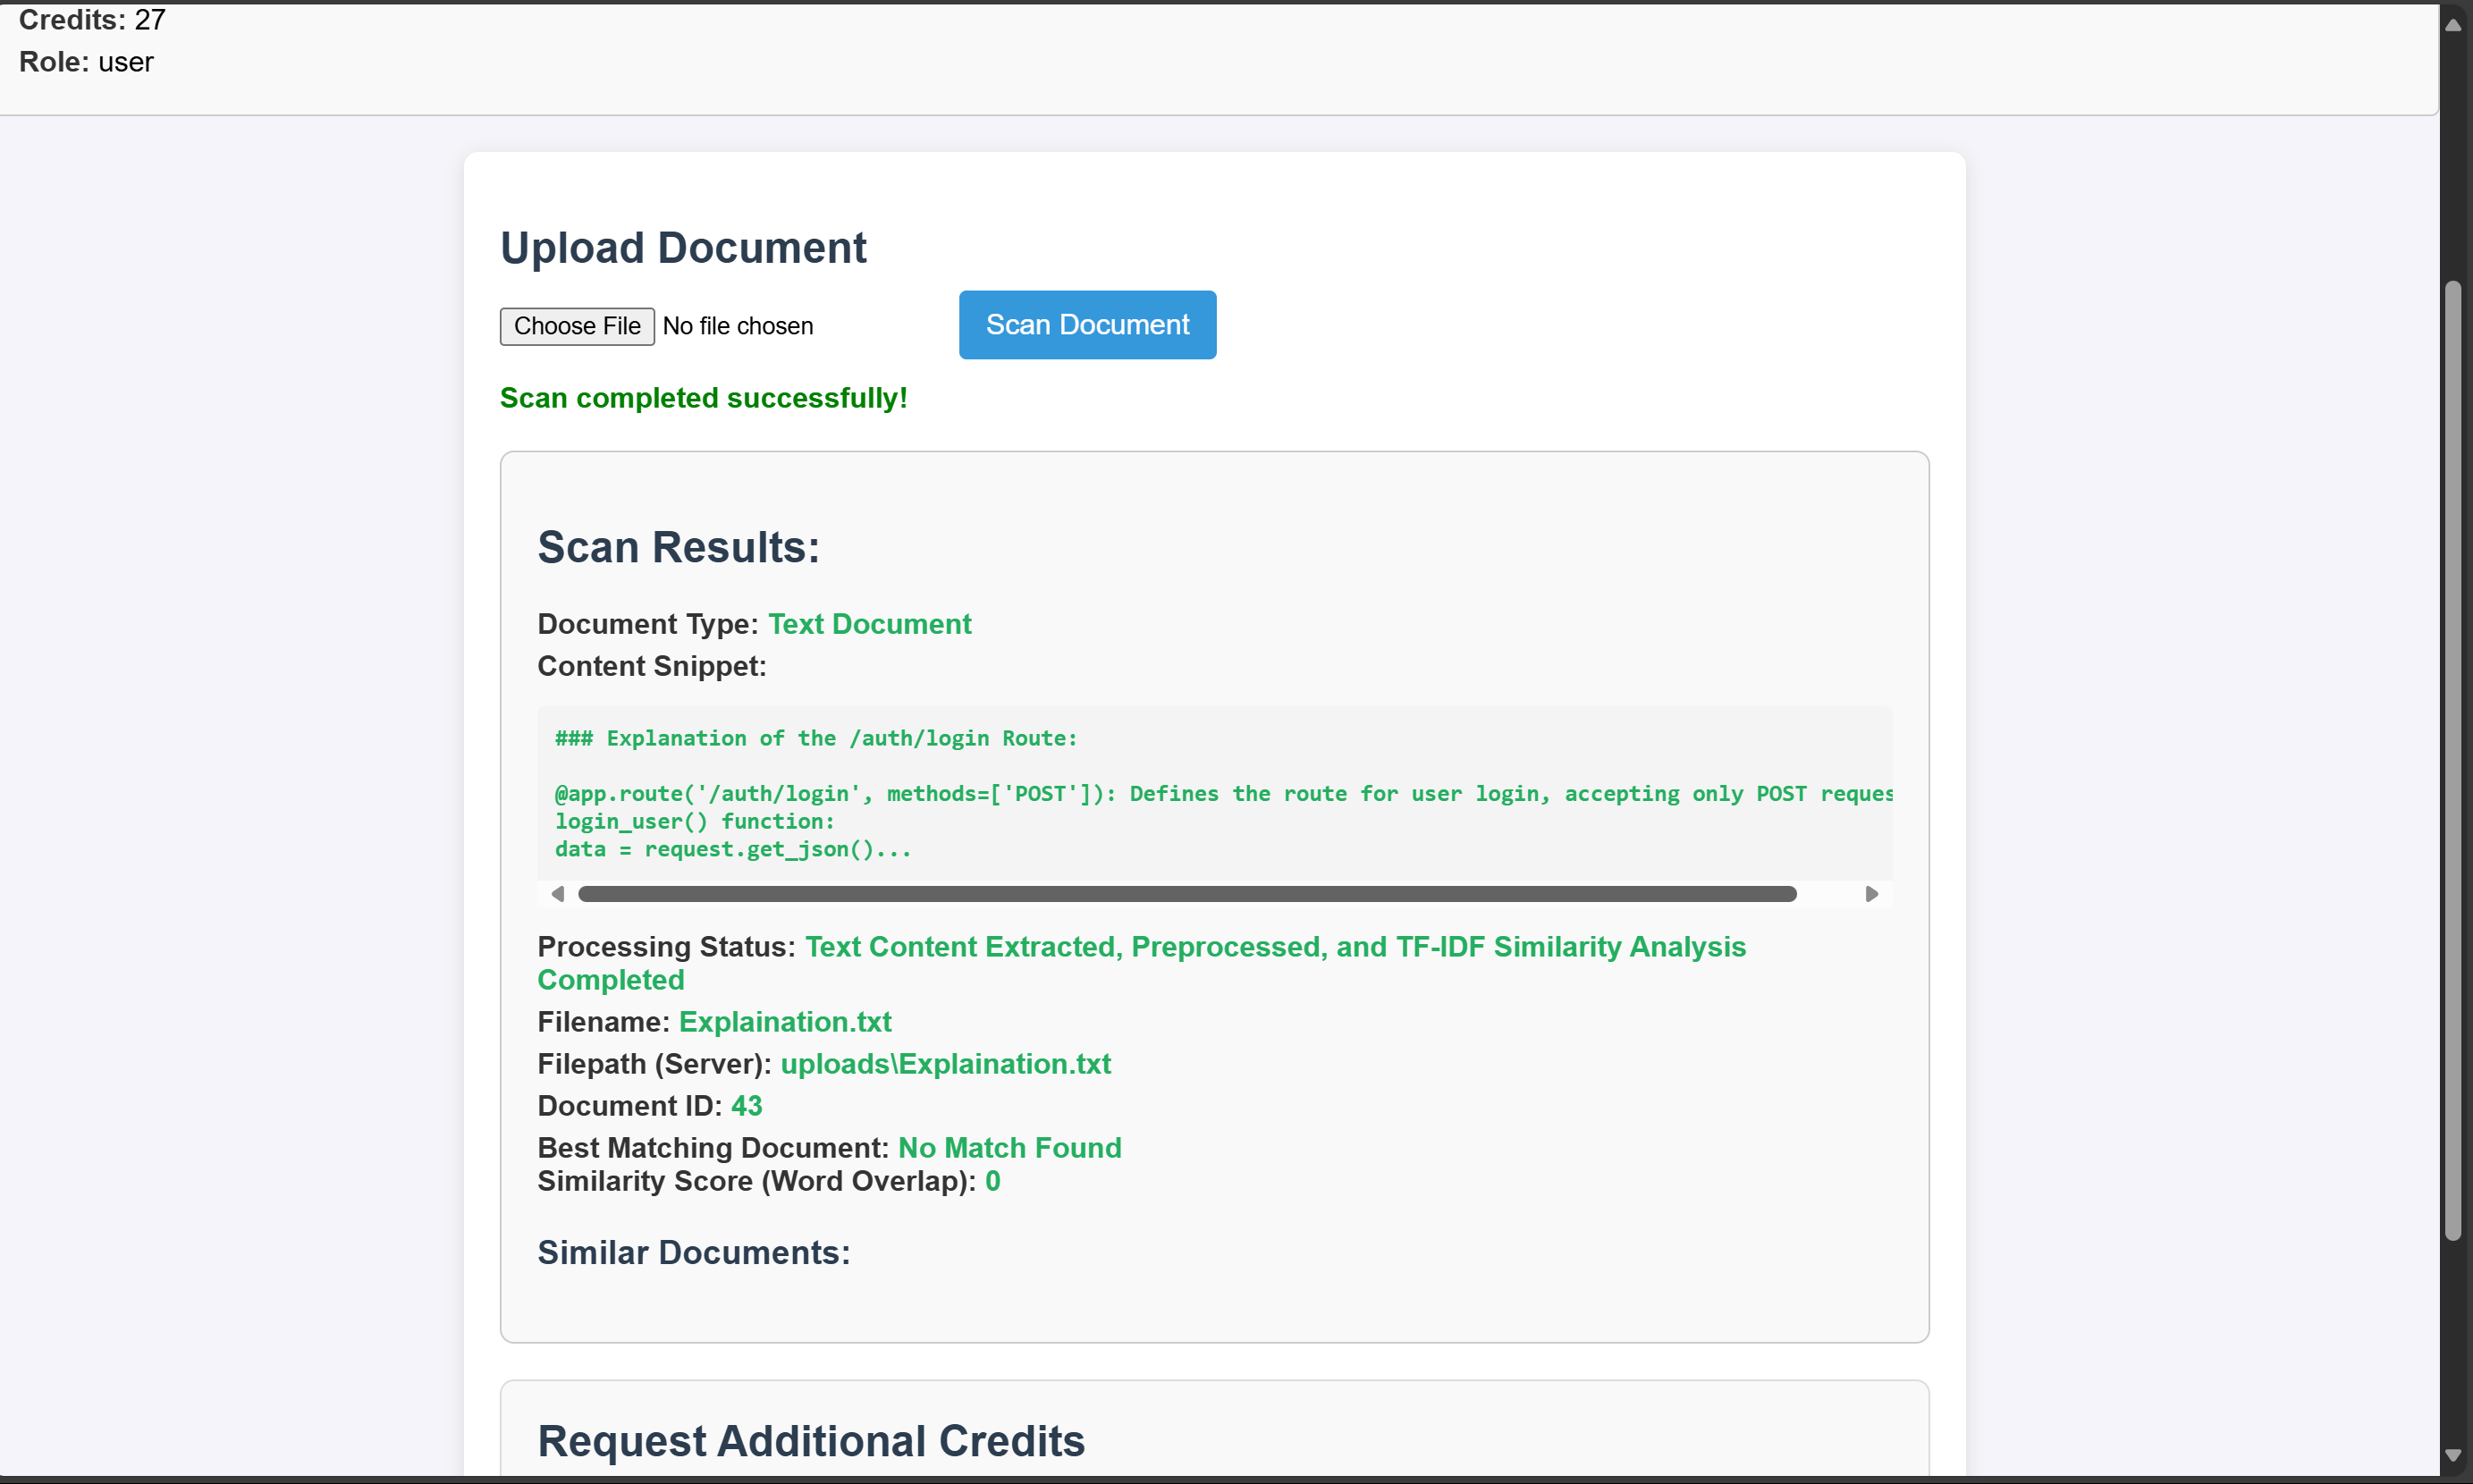 Credits: 27
Role: user
Upload Document
Choose File No file chosen
Scan Document
Scan completed successfully!
Scan Results:
Document Type: Text Document
Content Snippet:
### Explanation of the /auth/login Route:
@app.route('/auth/login', methods=['POST']): Defines the route for user login, accepting only POST reques
login_user() function:
data = request.get_json()...
Processing Status: Text Content Extracted, Preprocessed, and TF-IDF Similarity Analysis
Completed
Filename: Explaination.txt
Filepath (Server): uploads\Explaination.txt
Document ID: 43
Best Matching Document: No Match Found
Similarity Score (Word Overlap): 0
Similar Documents:
Request Additional Credits